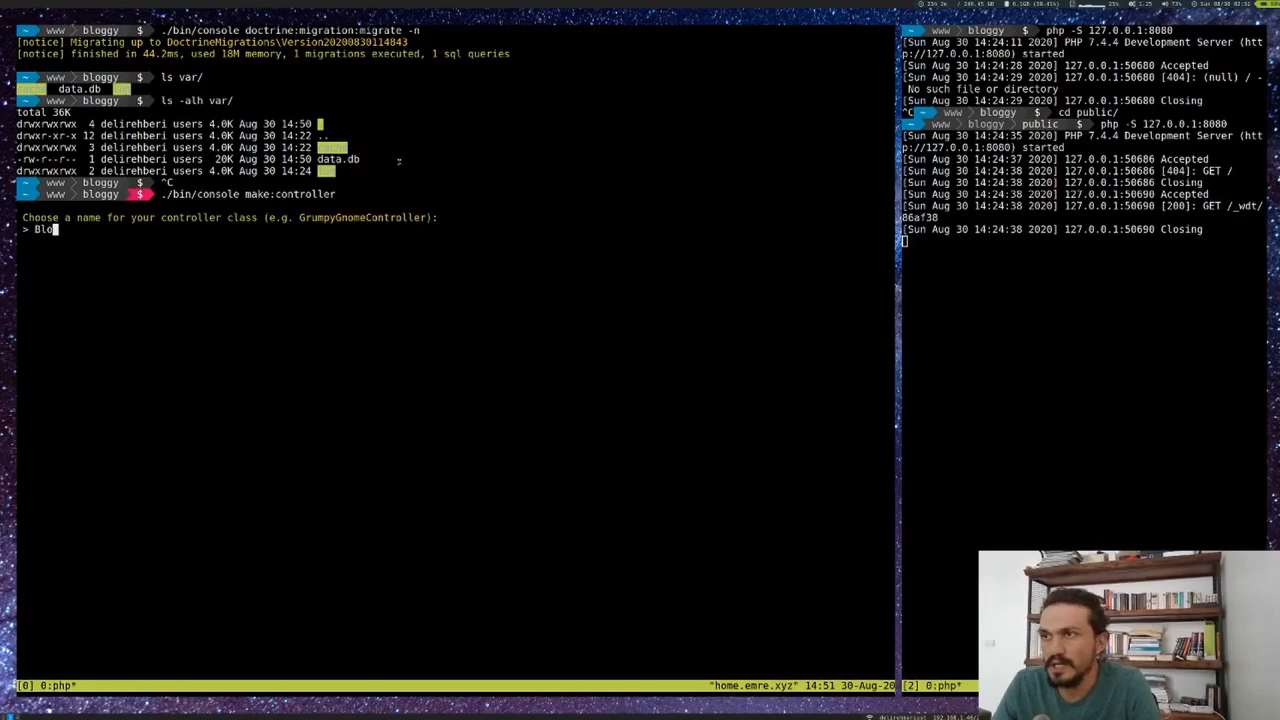 ~ www bloggy $ ./bin/console doctrine:migration:migrate -n
[notice] Migrating up to DoctrineMigrations\Version20200830114843
[notice] finished in 44.2ms, used 18M memory, 1 migrations executed, 1 sql queries
~ www bloggy $ ls var/
cache data.db log
~ www bloggy $ ls -alh var/
total 36K
drwxrwxrwx 4 delirehberi users 4.0K Aug 30 14:50 .
drwxr-xr-x 12 delirehberi users 4.0K Aug 30 14:22 ..
drwxrwxrwx 3 delirehberi users 4.0K Aug 30 14:22 cache
-rw-r--r-- 1 delirehberi users 20K Aug 30 14:50 data.db
drwxrwxrwx 2 delirehberi users 4.0K Aug 30 14:24 log
~ www bloggy $ ^C
~ www bloggy $ ./bin/console make:controller
Choose a name for your controller class (e.g. GrumpyGnomeController):
> Blo
[0] 0:php* "home.emre.xyz" 14:51 30-Aug-20
~ www bloggy $ php -S 127.0.0.1:8080
[Sun Aug 30 14:24:11 2020] PHP 7.4.4 Development Server (htt
p://127.0.0.1:8080) started
[Sun Aug 30 14:24:28 2020] 127.0.0.1:50680 Accepted
[Sun Aug 30 14:24:29 2020] 127.0.0.1:50680 [404]: (null) / -
No such file or directory
[Sun Aug 30 14:24:29 2020] 127.0.0.1:50680 Closing
^C ~ www bloggy $ cd public/
~ www bloggy public $ php -S 127.0.0.1:8080
[Sun Aug 30 14:24:35 2020] PHP 7.4.4 Development Server (htt
p://127.0.0.1:8080) started
[Sun Aug 30 14:24:37 2020] 127.0.0.1:50686 Accepted
[Sun Aug 30 14:24:38 2020] 127.0.0.1:50686 [404]: GET /
[Sun Aug 30 14:24:38 2020] 127.0.0.1:50686 Closing
[Sun Aug 30 14:24:38 2020] 127.0.0.1:50690 Accepted
[Sun Aug 30 14:24:38 2020] 127.0.0.1:50690 [200]: GET /_wdt/
86af38
[Sun Aug 30 14:24:38 2020] 127.0.0.1:50690 Closing
[2] 0:php*